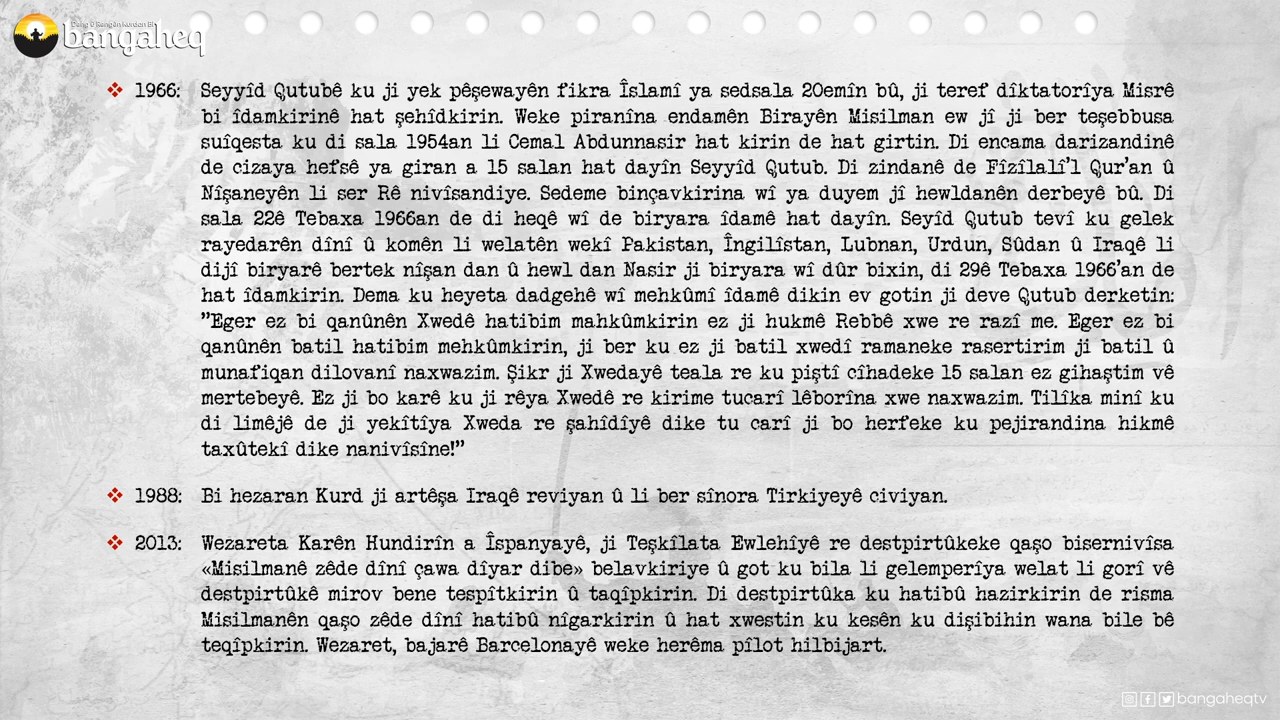 Deng û Rengên Kurdan Bi
bangaheq
1966: Seyyîd Qutubê ku ji yek pêşewayên fikra Îslamî ya sedsala 20emîn bû, ji teref dîktatorîya Misrê
bi îdamkirinê hat şehîdkirin. Weke piranîna endamên Birayên Misilman ew jî ji ber teşebbusa
suîqesta ku di sala 1954an li Cemal Abdunnasir hat kirin de hat girtin. Di encama darizandinê
de cizaya hefsê ya giran a 15 salan hat dayîn Seyyîd Qutub. Di zindanê de Fîzîlalî'l Qur'an û
Nîşaneyên li ser Rê nivîsandiye. Sedeme binçavkirina wî ya duyem jî hewldanên derbeyê bû. Di
sala 22ê Tebaxa 1966an de di heqê wî de biryara îdamê hat dayîn. Seyîd Qutub tevî ku gelek
rayedarên dînî û komên li welatên wekî Pakistan, Îngilîstan, Lubnan, Urdun, Sûdan û Iraqê li
dijî biryarê bertek nîşan dan û hewl dan Nasir ji biryara wî dûr bixin, di 29ê Tebaxa 1966'an de
hat îdamkirin. Dema ku heyeta dadgehê wî mehkûmî îdamê dikin ev gotin ji deve Qutub derketin:
"Eger ez bi qanûnên Xwedê hatibim mahkûmkirin ez ji hukmê Rebbê xwe re razî me. Eger ez bi
qanûnên batil hatibim mehkûmkirin, ji ber ku ez ji batil xwedî ramaneke rasertirim ji batil û
munafiqan dilovanî naxwazim. Şikr ji Xwedayê teala re ku piştî cîhadeke 15 salan ez gihaştim vê
mertebeyê. Ez ji bo karê ku ji rêya Xwedê re kirime tucarî lêborîna xwe naxwazim. Tilîka minî ku
di limêjê de ji yekîtîya Xweda re şahîdîyê dike tu carî ji bo herfeke ku pejirandina hikmê
taxûtekî dike nanivîsîne!"
1988: Bi hezaran Kurd ji artêşa Iraqê reviyan û li ber sînora Tirkiyeyê civiyan.
2013: Wezareta Karên Hundirîn a Îspanyayê, ji Teşkîlata Ewlehîyê re destpirtûkeke qaşo bisernivîsa
«Misilmanê zêde dînî çawa dîyar dibe» belavkiriye û got ku bila li gelemperîya welat li gorî vê
destpirtûkê mirov bene tespîtkirin û taqîpkirin. Di destpirtûka ku hatibû hazirkirin de risma
Misilmanên qaşo zêde dînî hatibû nîgarkirin û hat xwestin ku kesên ku dişibihin wana bile bê
teqîpkirin. Wezaret, bajarê Barcelonayê weke herêma pîlot hilbijart.
bangaheqtv